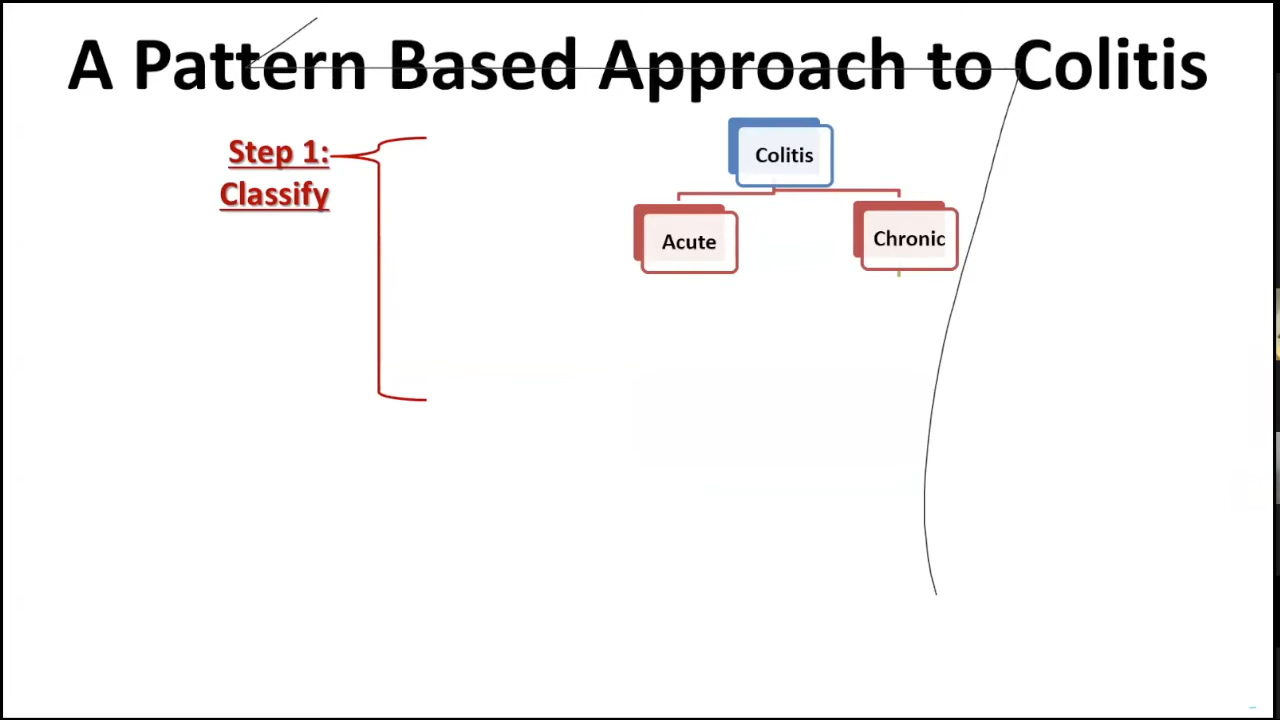 A Pattern Based Approach to Colitis
Step 1:
Classify
Colitis
Acute
Chronic